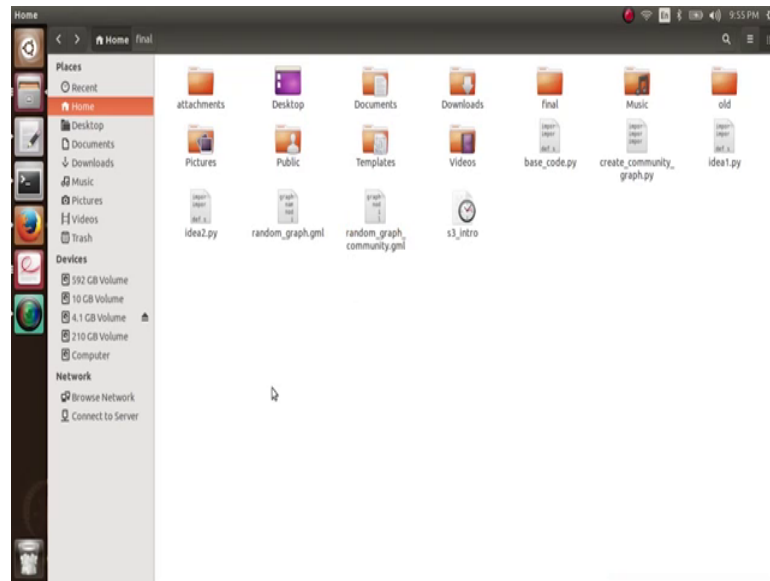 Home
En
9:55 PM
Home final
Places
Recent
Home
Desktop
Documents
Downloads
Music
Pictures
Videos
Trash
Devices
592 GB Volume
10 GB Volume
4.1 GB Volume
210 GB Volume
Computer
Network
Browse Network
Connect to Server
attachments Desktop Documents Downloads final Music old
Pictures Public Templates Videos base_code.py create_community_ idea1.py
graph.py
idea2.py random_graph.gml random_graph_ s3_intro
community.gml